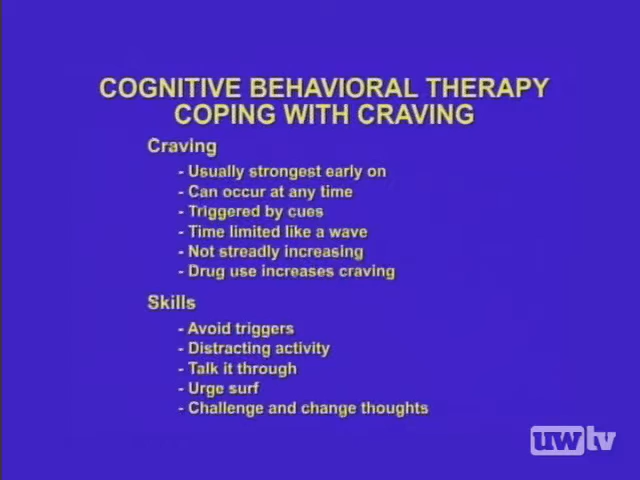 COGNITIVE BEHAVIORAL THERAPY
COPING WITH CRAVING
Craving
- Usually strongest early on
- Can occur at any time
- Triggered by cues
- Time limited like a wave
- Not streadly increasing
- Drug use increases craving
Skills
- Avoid triggers
- Distracting activity
- Talk it through
- Urge surf
- Challenge and change thoughts
uwtv